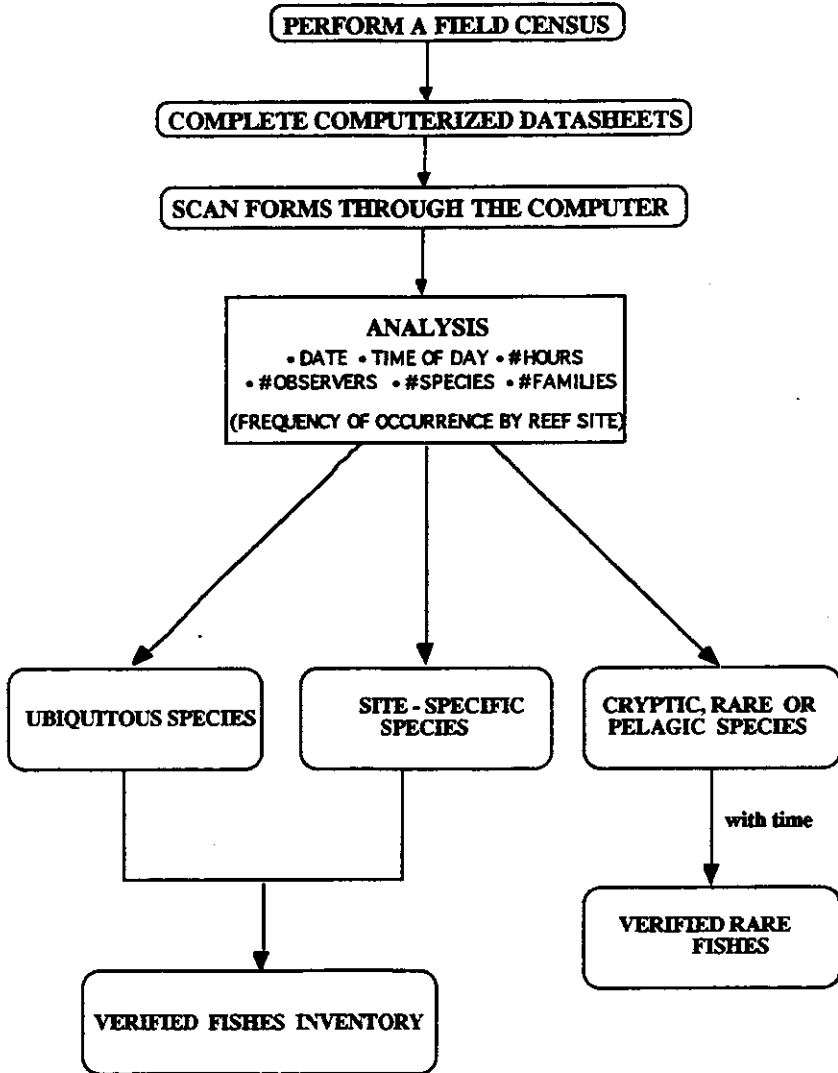 PERFORM A FIELD CENSUS
COMPLETE COMPUTERIZED DATASHEETS
SCAN FORMS THROUGH THE COMPUTER
ANALYSIS
• DATE • TIME OF DAY • #HOURS
• #OBSERVERS • #SPECIES • #FAMILIES
(FREQUENCY OF OCCURRENCE BY REEF SITE)
UBIQUITOUS SPECIES
SITE - SPECIFIC
SPECIES
CRYPTIC, RARE OR
PELAGIC SPECIES
with time
VERIFIED RARE
FISHES
VERIFIED FISHES INVENTORY